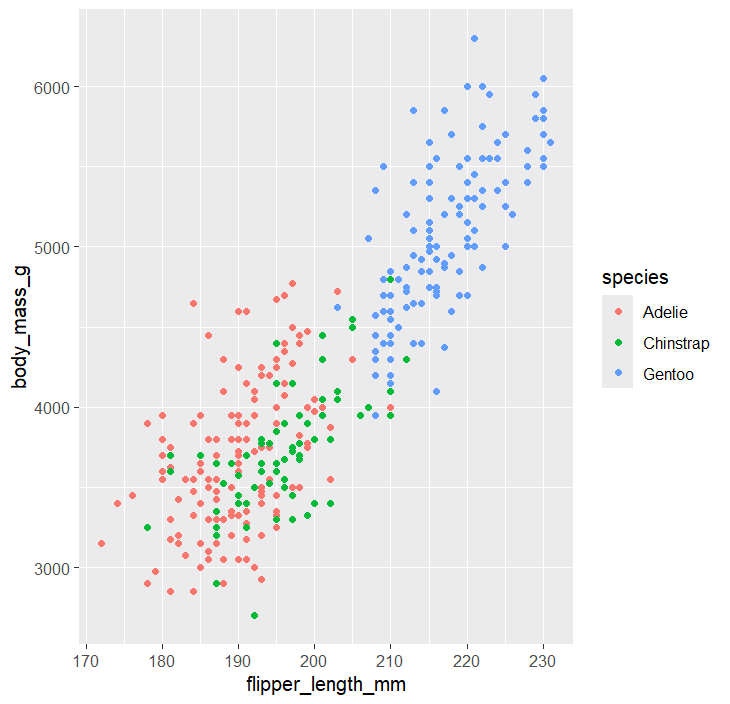 6000
5000
4000
3000
body_mass_g
170 180 190 200 210 220 230
flipper_length_mm
species
Adelie
Chinstrap
Gentoo